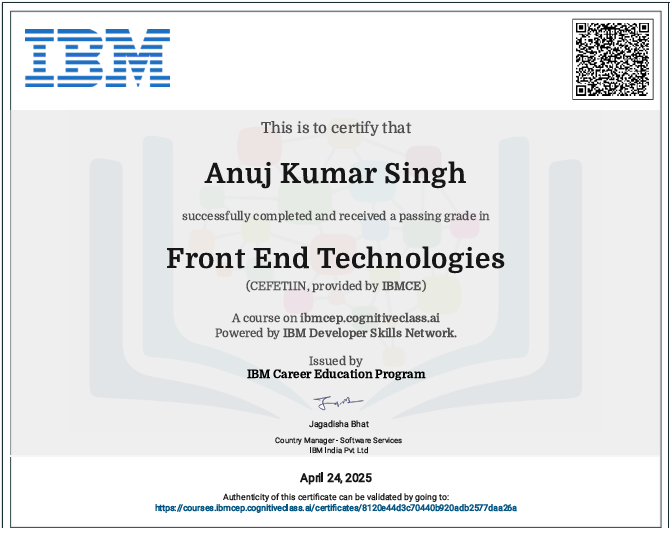 IBM
This is to certify that
Anuj Kumar Singh
successfully completed and received a passing grade in
Front End Technologies
(CEFET1IN, provided by IBMCE)
A course on ibmcep.cognitiveclass.ai
Powered by IBM Developer Skills Network.
Issued by
IBM Career Education Program
Jagadisha Bhat
Country Manager - Software Services
IBM India Pvt Ltd
April 24, 2025
Authenticity of this certificate can be validated by going to:
https://courses.ibmcep.cognitiveclass.ai/certificates/8120e44d3c70440b920adb2577daa26a